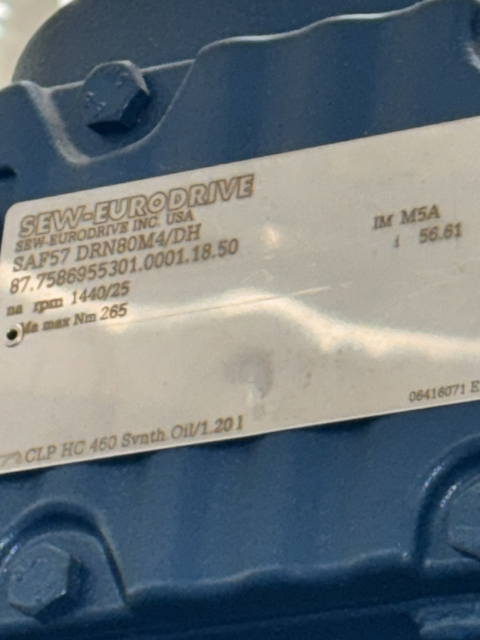 SEW-EURODRIVE
SEW-EURODRIVE INC. USA
SAF57 DRN80M4/DH
IM M5A
87.7586955301.0001.18.50
i 56.61
na rpm 1440/25
Ma max Nm 265
06416071
CLP HC 460 Synth.Oil/1.20 l